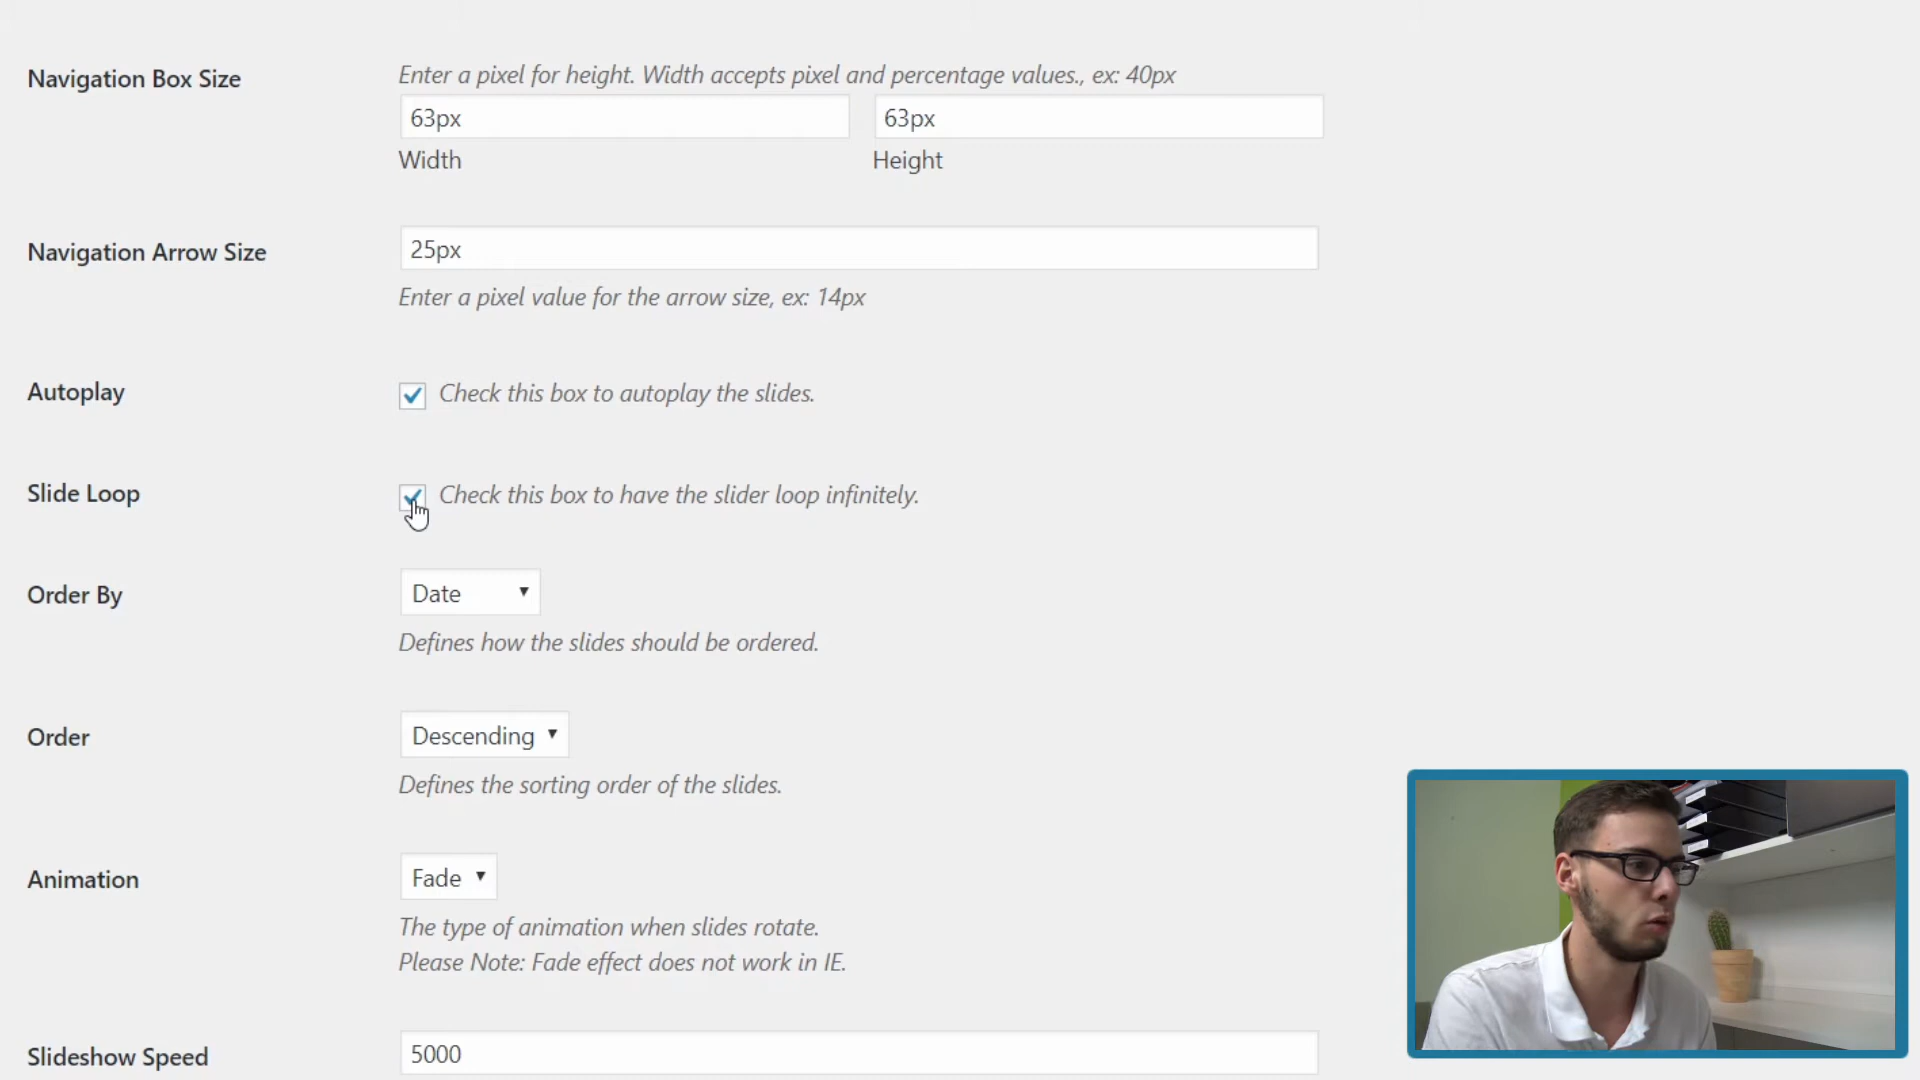 Navigation Box Size
Enter a pixel for height. Width accepts pixel and percentage values., ex: 40px
63px
63px
Width
Height
Navigation Arrow Size
25px
Enter a pixel value for the arrow size, ex: 14px
Autoplay
Check this box to autoplay the slides.
Slide Loop
Check this box to have the slider loop infinitely.
Order By
Date
Defines how the slides should be ordered.
Order
Descending
Defines the sorting order of the slides.
Animation
Fade
The type of animation when slides rotate.
Please Note: Fade effect does not work in IE.
Slideshow Speed
5000